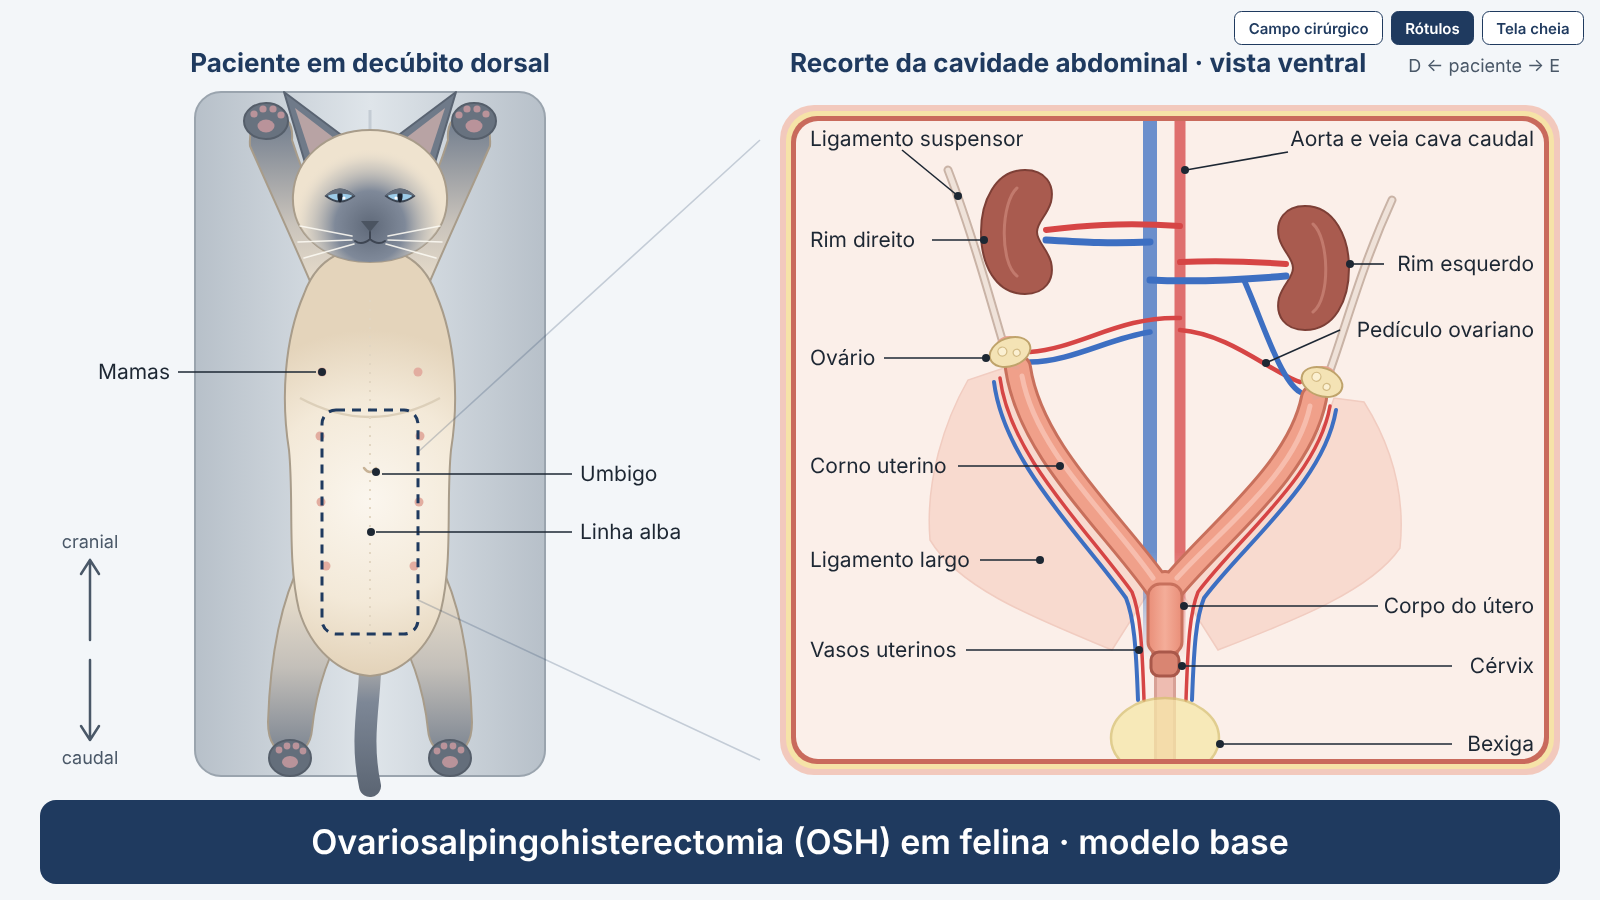 Campo cirúrgico
Rótulos
Tela cheia
Paciente em decúbito dorsal
Recorte da cavidade abdominal · vista ventral
D ← paciente → E
Mamas
Umbigo
Linha alba
cranial
caudal
Ligamento suspensor
Aorta e veia cava caudal
Rim direito
Rim esquerdo
Pedículo ovariano
Ovário
Corno uterino
Ligamento largo
Corpo do útero
Vasos uterinos
Cérvix
Bexiga
Ovariosalpingohisterectomia (OSH) em felina · modelo base